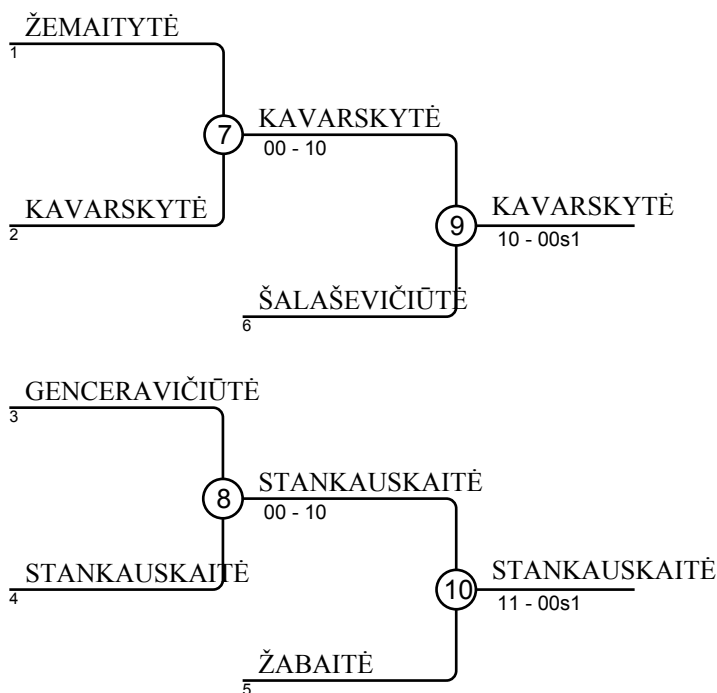 ŽEMAITYTĖ
1
7
KAVARSKYTĖ
00 - 10
KAVARSKYTĖ
2
9
KAVARSKYTĖ
10 - 00s1
ŠALAŠEVIČIŪTĖ
6
GENCERAVIČIŪTĖ
3
8
STANKAUSKAITĖ
00 - 10
STANKAUSKAITĖ
4
10
STANKAUSKAITĖ
11 - 00s1
ŽABAITĖ
5